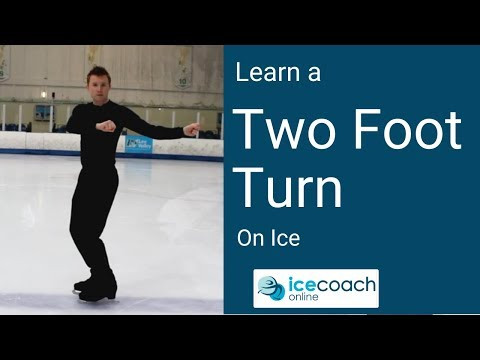 Learn a
Two Foot
Turn
On Ice
icecoach
online